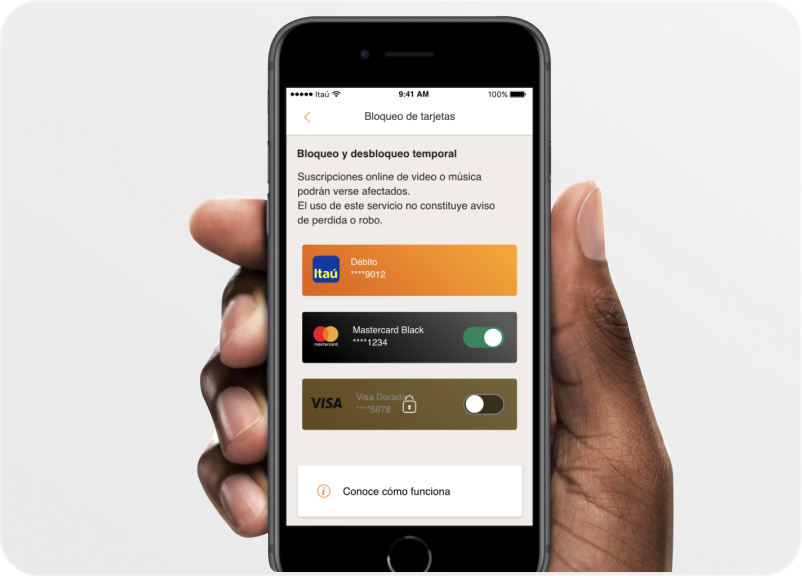 Itaú
9:41 AM
100%
Bloqueo de tarjetas
Bloqueo y desbloqueo temporal
Suscripciones online de video o música
podrán verse afectados.
El uso de este servicio no constituye aviso
de perdida o robo.
Itaú
Débito
****9012
mastercard
Mastercard Black
****1234
VISA
Visa Dorada
****5678
i
Conoce cómo funciona